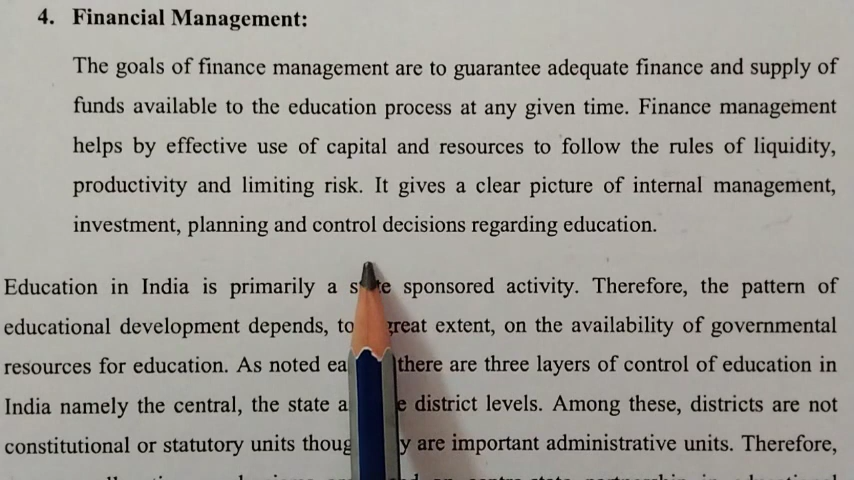 4. Financial Management:
The goals of finance management are to guarantee adequate finance and supply of
funds available to the education process at any given time. Finance management
helps by effective use of capital and resources to follow the rules of liquidity,
productivity and limiting risk. It gives a clear picture of internal management,
investment, planning and control decisions regarding education.
Education in India is primarily a sponsored activity. Therefore, the pattern of
educational development depends, to great extent, on the availability of governmental
resources for education. As noted there are three layers of control of education in
India namely the central, the state district levels. Among these, districts are not
constitutional or statutory units are important administrative units. Therefore,